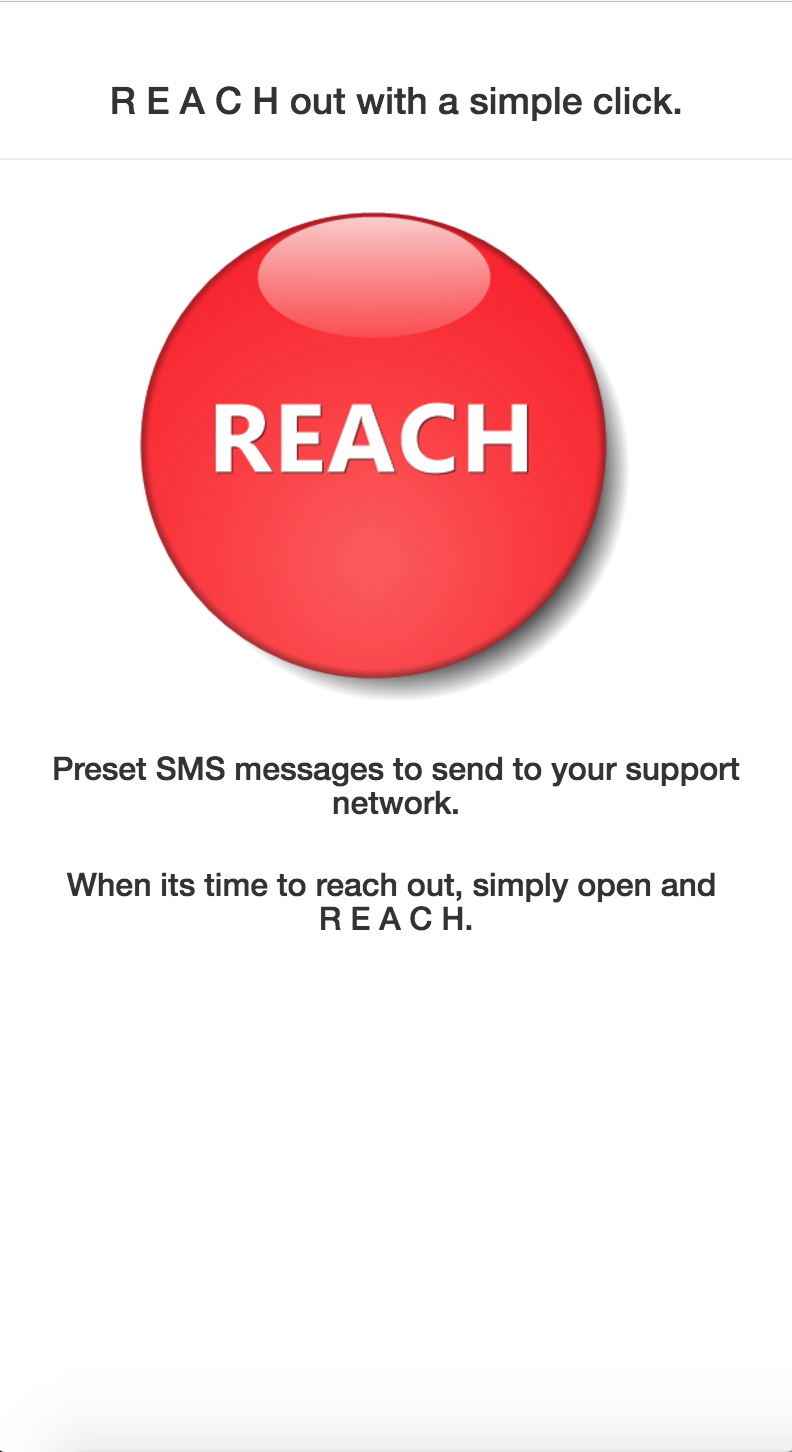 R E A C H out with a simple click.
REACH
Preset SMS messages to send to your support
network.
When its time to reach out, simply open and
R E A C H.